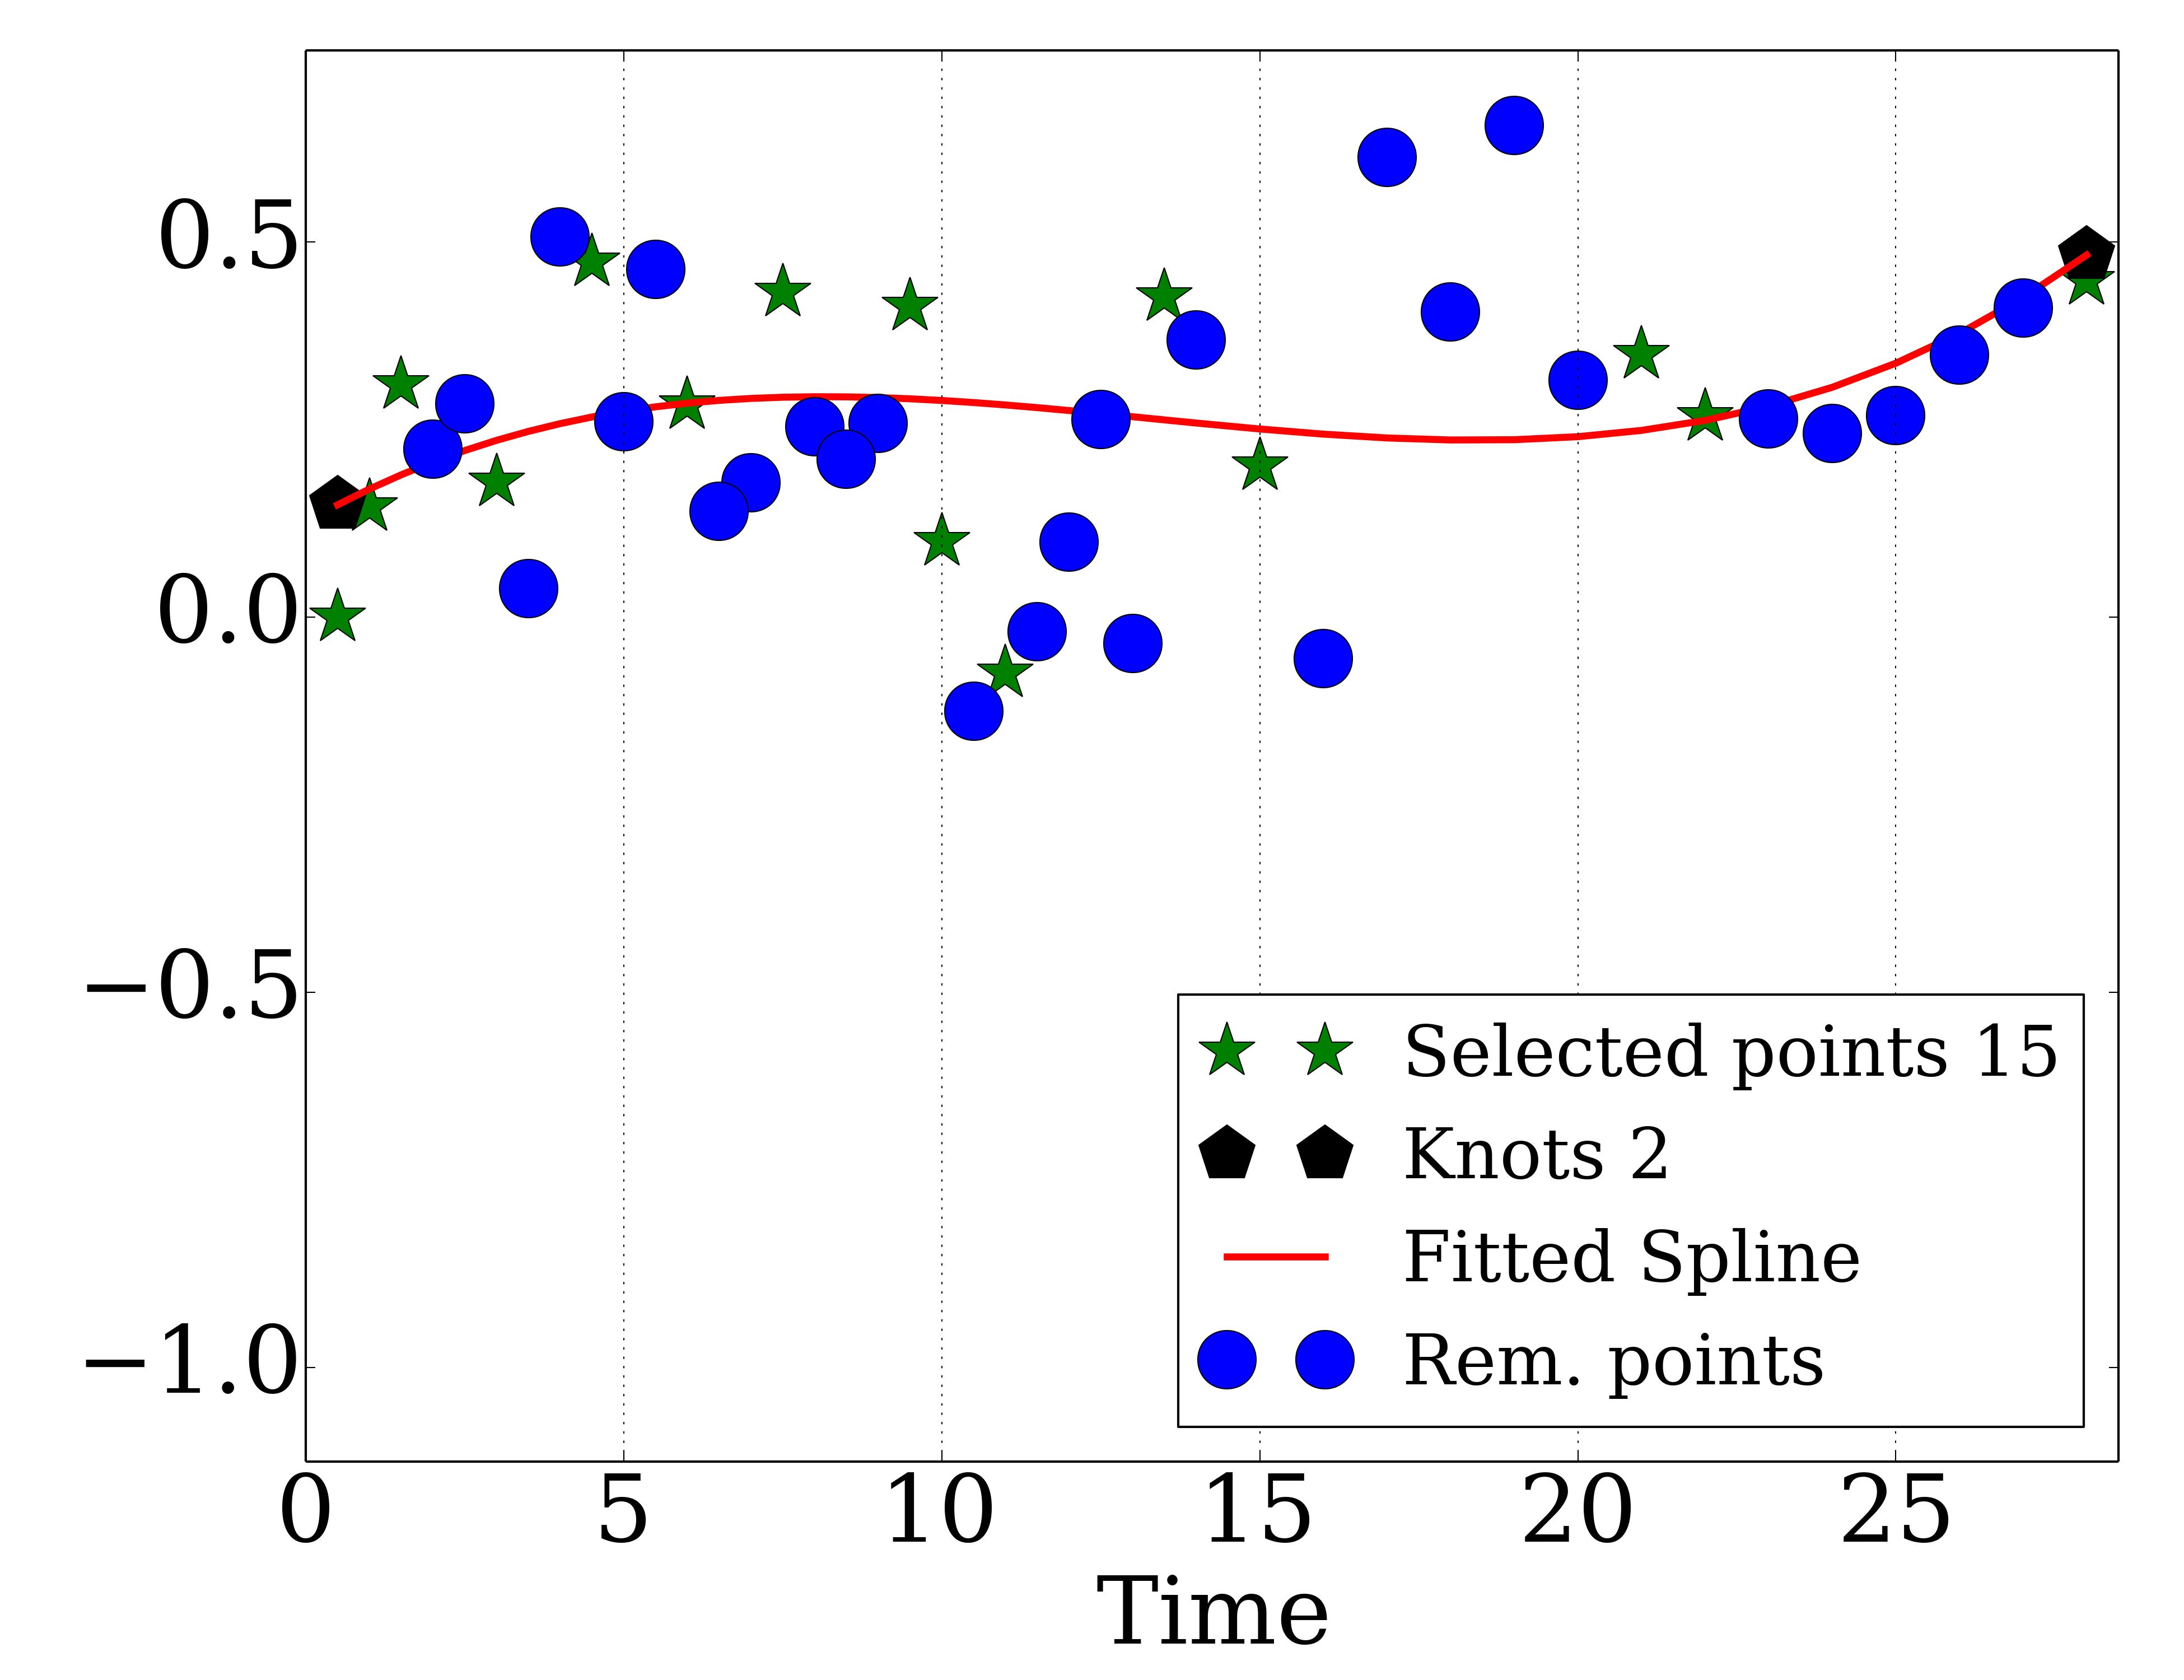 0.5
0.0
−0.5
−1.0
Selected points 15
Knots 2
Fitted Spline
Rem. points
0 5 10 15 20 25
Time